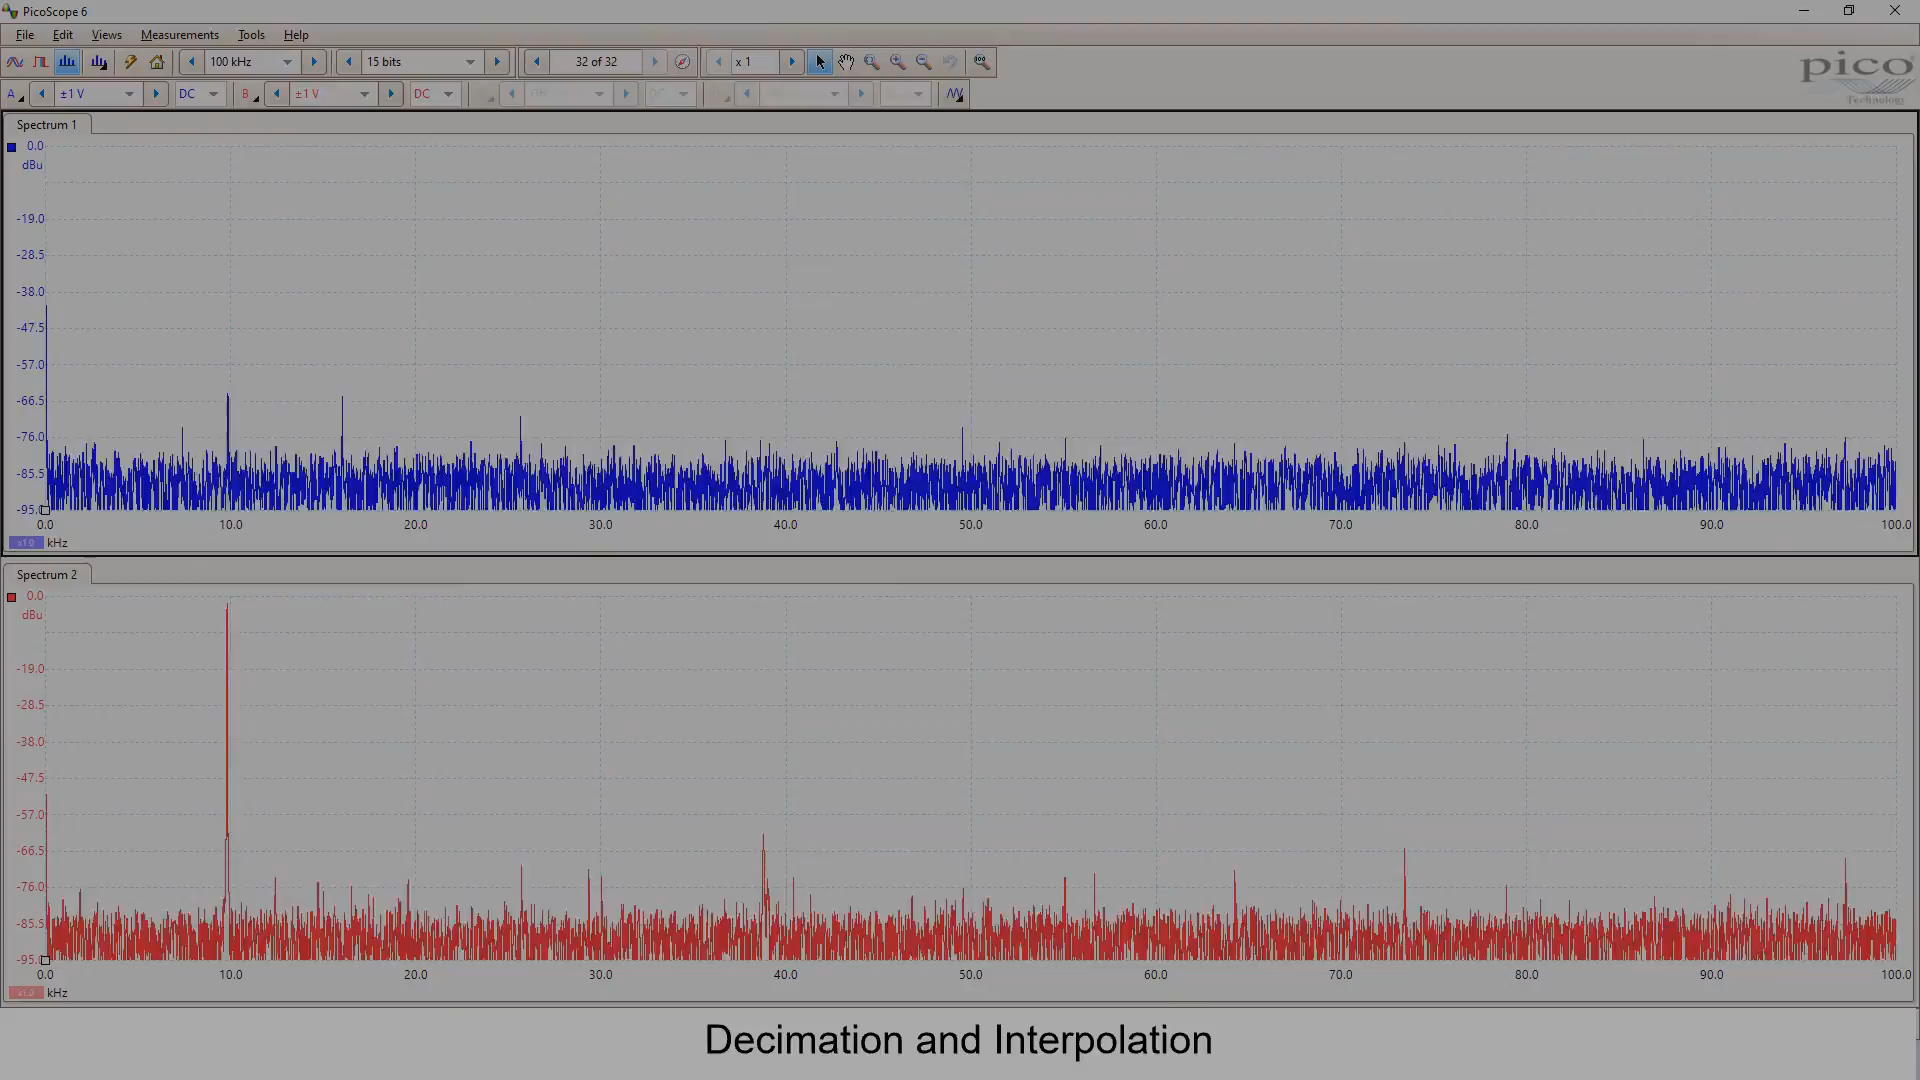 PicoScope 6
File Edit Views Measurements Tools Help
100 kHz 15 bits 32 of 32 x 1
A ±1 V DC B ±1 V DC
pico
Technology
Spectrum 1
0.0
dBu
-19.0
-28.5
-38.0
-47.5
-57.0
-66.5
-76.0
-85.5
-95.0
0.0 10.0 20.0 30.0 40.0 50.0 60.0 70.0 80.0 90.0 100.0
x1.0 kHz
Spectrum 2
0.0
dBu
-19.0
-28.5
-38.0
-47.5
-57.0
-66.5
-76.0
-85.5
-95.0
0.0 10.0 20.0 30.0 40.0 50.0 60.0 70.0 80.0 90.0 100.0
x1.0 kHz
Decimation and Interpolation